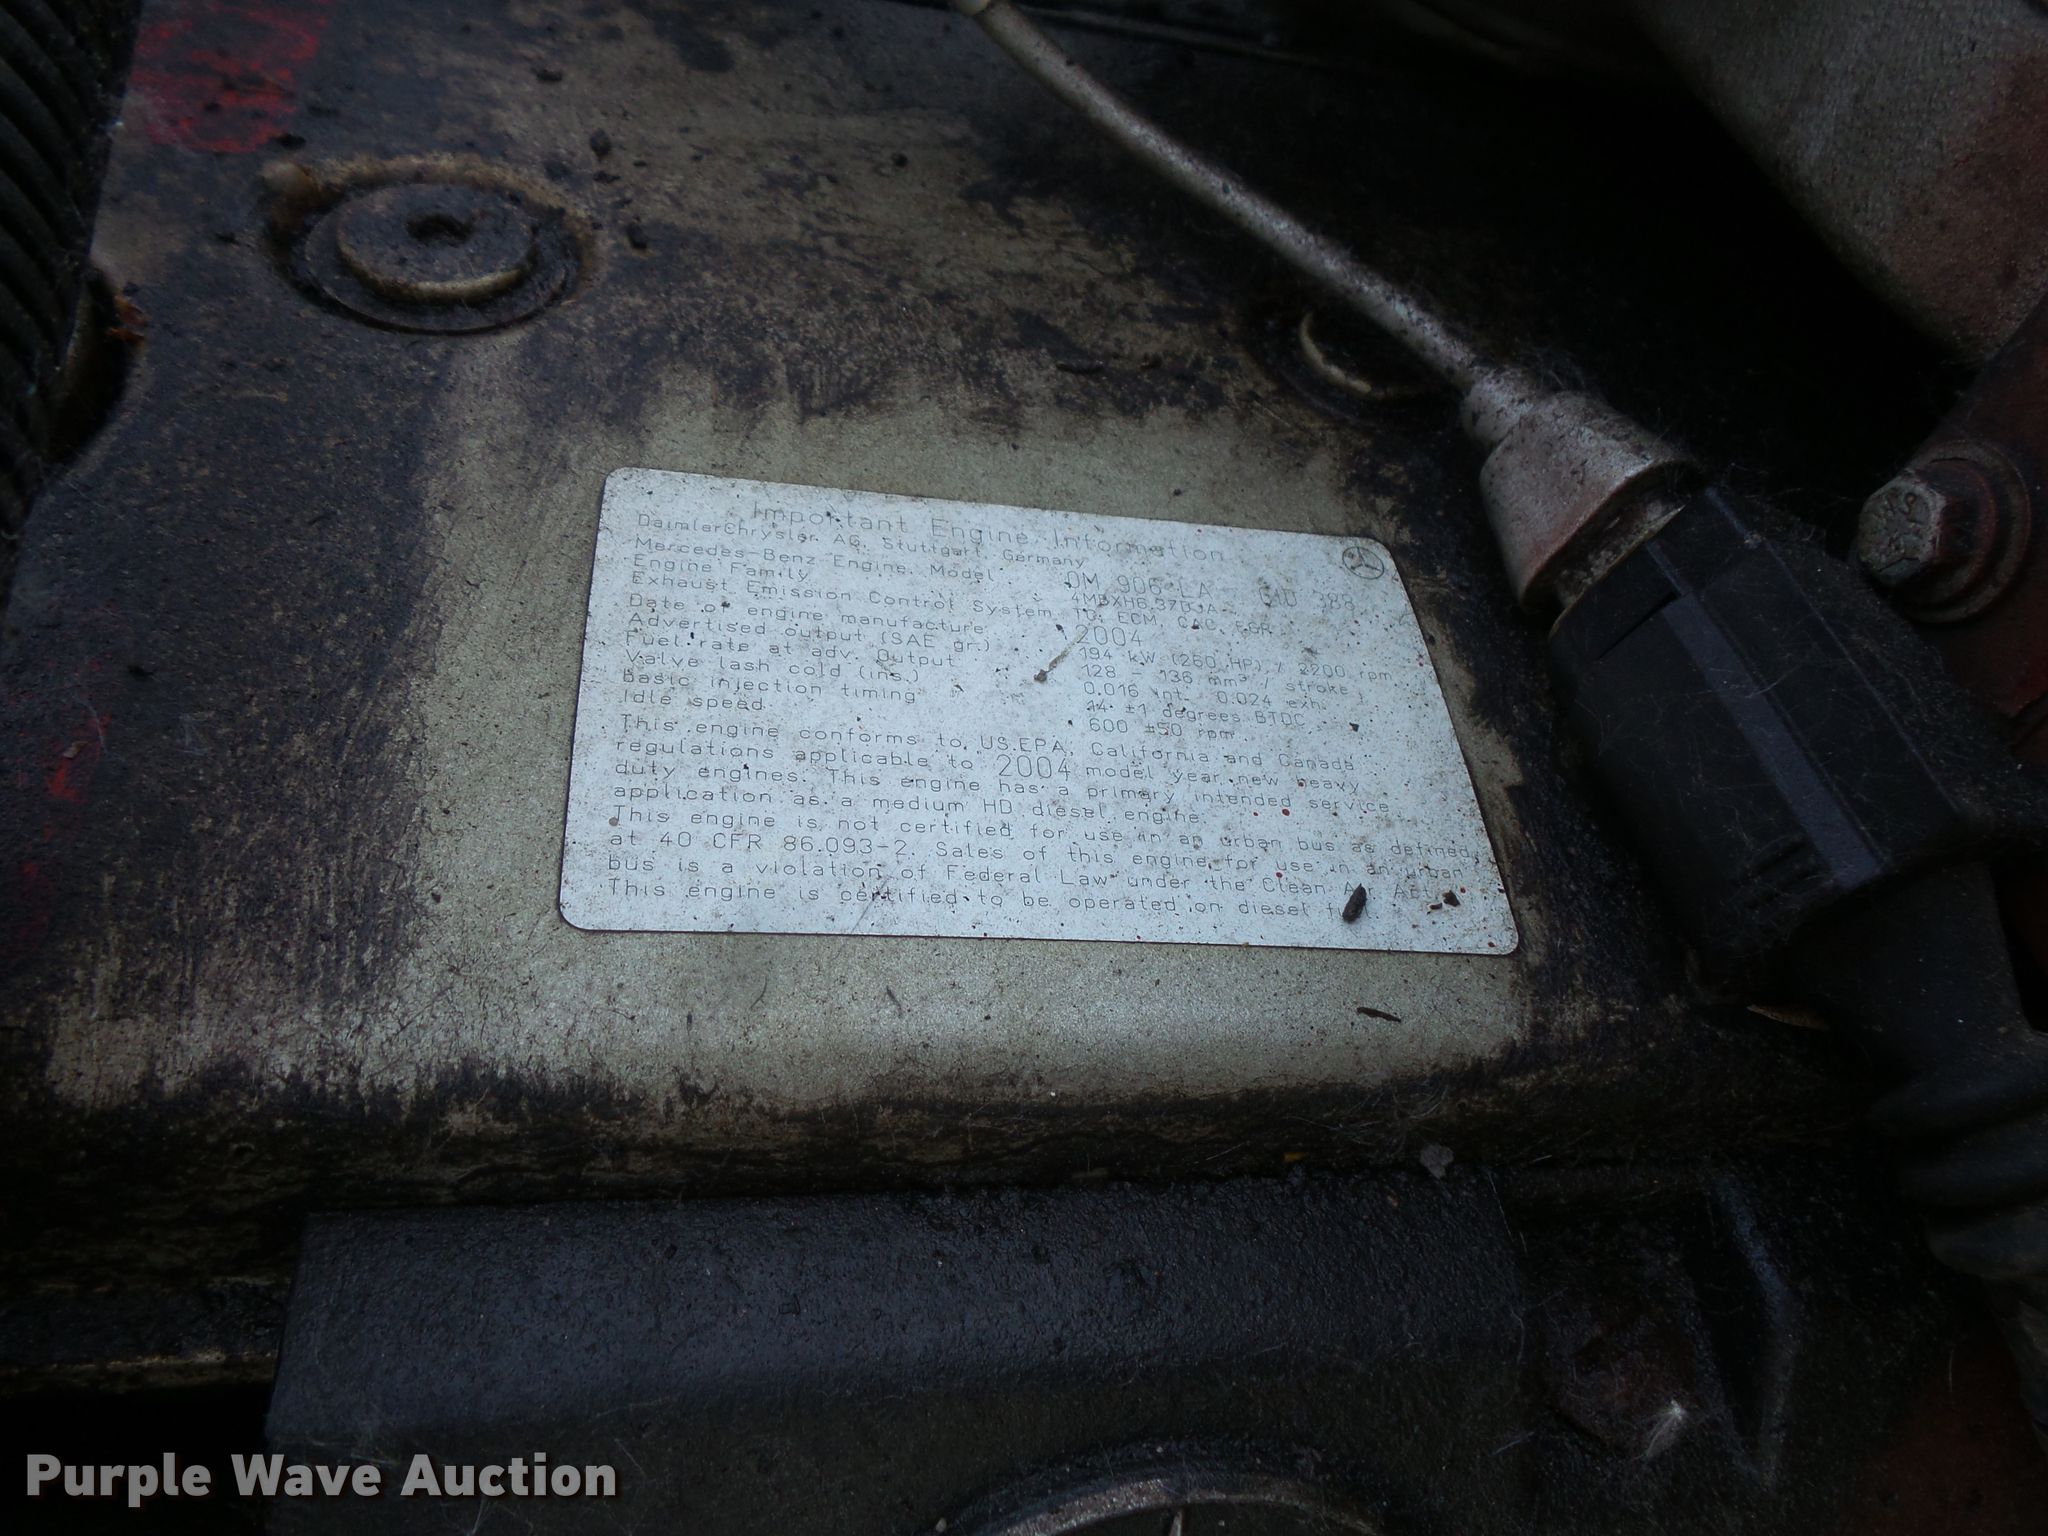 Important Engine Information
DaimlerChrysler AG, Stuttgart, Germany
Mercedes-Benz Engine Model OM 906 LA
Engine Family
Exhaust Emission Control System TC, ECM, CAC, EGR
Date of engine manufacture 2004
Advertised output (SAE gr.) 194 kW (260 HP) / 2200 rpm
Fuel rate at adv. Output 128 - 136 mm³ / stroke
Valve lash cold (ins.) 0.016 int. 0.024 exh.
Basic injection timing 14 ±1 degrees BTDC
Idle speed 600 ±50 rpm
This engine conforms to US.EPA, California and Canada
regulations applicable to 2004 model year new heavy
duty engines. This engine has a primary intended service
application as a medium HD diesel engine.
This engine is not certified for use in an urban bus as defined
at 40 CFR 86.093-2. Sales of this engine for use in an urban
bus is a violation of Federal Law under the Clean Air Act.
This engine is certified to be operated on diesel
Purple Wave Auction